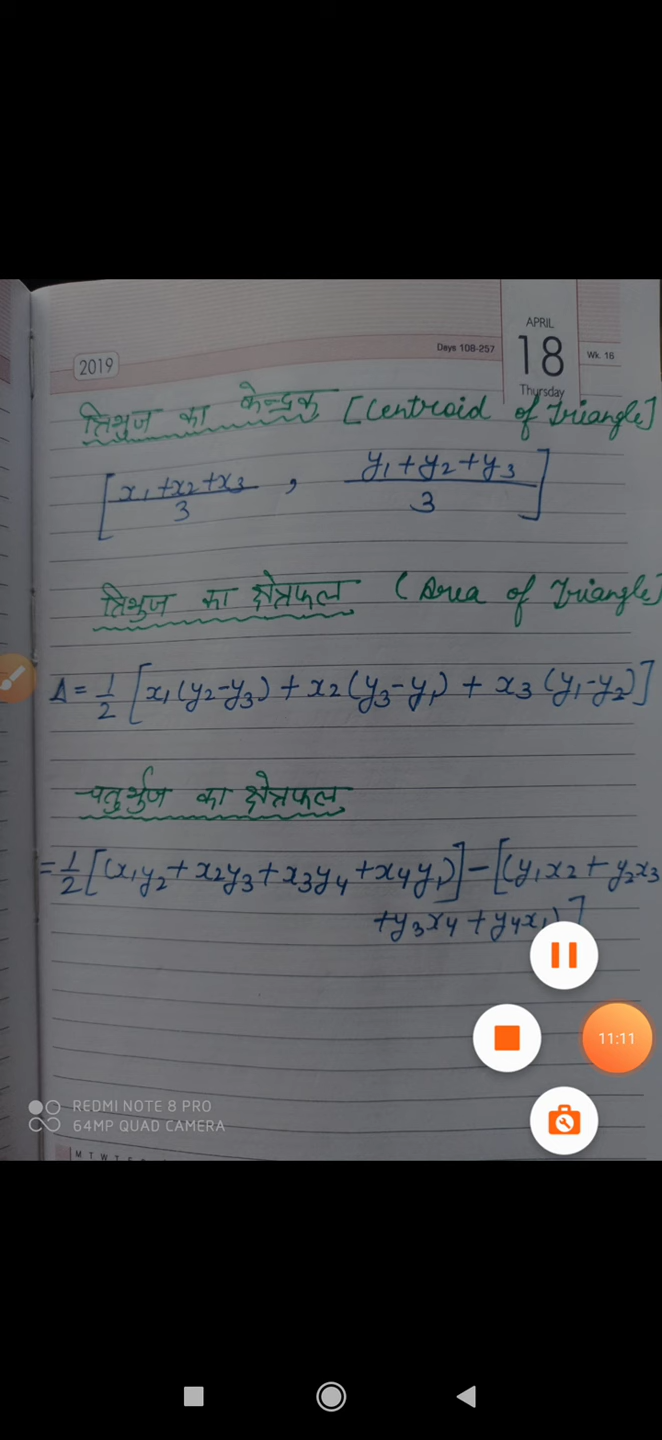 APRIL
2019
Days 108-257
18
Wk. 16
Thursday
त्रिभुज का केन्द्रक [Centroid of Triangle]
[x₁+x₂+x₃/3 , y₁+y₂+y₃/3]
त्रिभुज का क्षेत्रफल (Area of Triangle)
Δ = 1/2 [x₁(y₂-y₃) + x₂(y₃-y₁) + x₃(y₁-y₂)]
चतुर्भुज का क्षेत्रफल
= 1/2 [(x₁y₂ + x₂y₃ + x₃y₄ + x₄y₁)] - [(y₁x₂ + y₂x₃
+ y₃x₄ + y₄x₁)]
11:11
REDMI NOTE 8 PRO
64MP QUAD CAMERA
M T W T